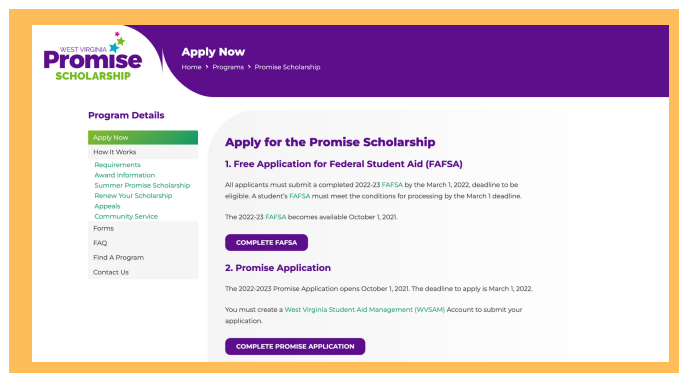 WEST VIRGINIA
Promise
SCHOLARSHIP
Apply Now
Home > Programs > Promise Scholarship
Program Details
Apply Now
How It Works
Requirements
Award Information
Summer Promise Scholarship
Renew Your Scholarship
Appeals
Community Service
Forms
FAQ
Find A Program
Contact Us
Apply for the Promise Scholarship
1. Free Application for Federal Student Aid (FAFSA)
All applicants must submit a completed 2022-23 FAFSA by the March 1, 2022, deadline to be
eligible. A student's FAFSA must meet the conditions for processing by the March 1 deadline.
The 2022-23 FAFSA becomes available October 1, 2021.
COMPLETE FAFSA
2. Promise Application
The 2022-2023 Promise Application opens October 1, 2021. The deadline to apply is March 1, 2022.
You must create a West Virginia Student Aid Management (WVSAM) Account to submit your
application.
COMPLETE PROMISE APPLICATION